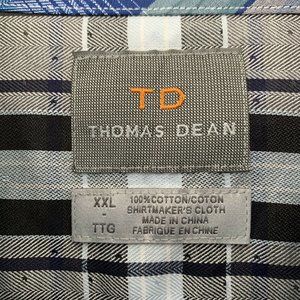 TD
THOMAS DEAN
XXL
-
TTG
100% COTTON/COTON
SHIRTMAKER'S CLOTH
MADE IN CHINA
FABRIQUE EN CHINE